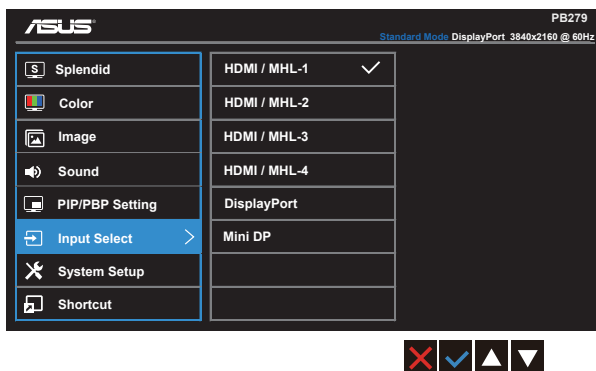 ASUS
PB279
Standard Mode DisplayPort 3840x2160 @ 60Hz
S Splendid
Color
Image
Sound
PIP/PBP Setting
Input Select
System Setup
Shortcut
HDMI / MHL-1
HDMI / MHL-2
HDMI / MHL-3
HDMI / MHL-4
DisplayPort
Mini DP